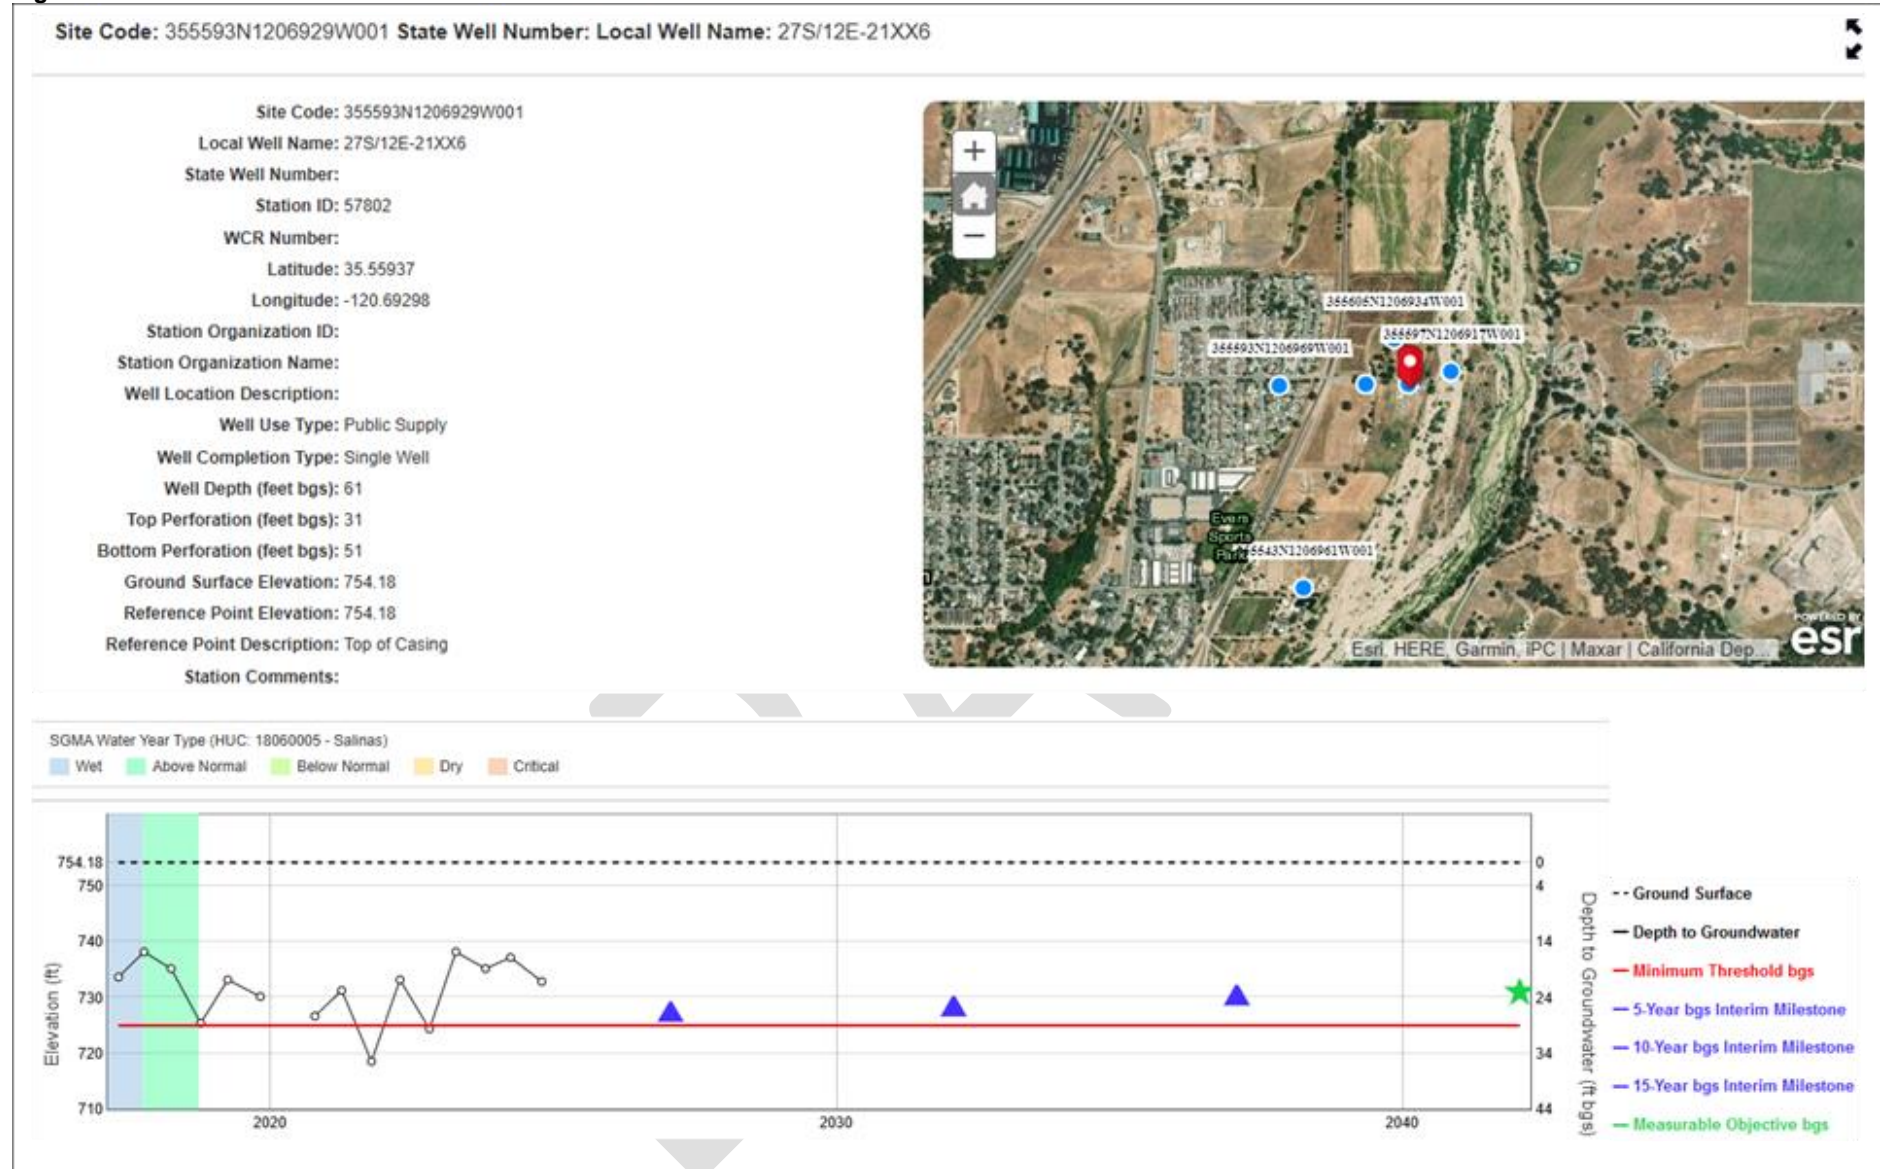 Site Code: 355593N1206929W001 State Well Number: Local Well Name: 27S/12E-21XX6
Site Code: 355593N1206929W001
Local Well Name: 27S/12E-21XX6
State Well Number:
Station ID: 57802
WCR Number:
Latitude: 35.55937
Longitude: -120.69298
Station Organization ID:
Station Organization Name:
Well Location Description:
Well Use Type: Public Supply
Well Completion Type: Single Well
Well Depth (feet bgs): 61
Top Perforation (feet bgs): 31
Bottom Perforation (feet bgs): 51
Ground Surface Elevation: 754.18
Reference Point Elevation: 754.18
Reference Point Description: Top of Casing
Station Comments:
+
−
355605N1206934W001
355597N1206917W001
355593N1206969W001
Evers
Sports
Park
55543N1206961W001
POWERED BY
esr
Esri, HERE, Garmin, iPC | Maxar | California Dep...
SGMA Water Year Type (HUC: 18060005 - Salinas)
Wet Above Normal Below Normal Dry Critical
754.18
750
740
730
720
710
Elevation (ft)
2020 2030 2040
0
4
14
24
34
44
Depth to Groundwater (ft bgs)
Ground Surface
Depth to Groundwater
Minimum Threshold bgs
5-Year bgs Interim Milestone
10-Year bgs Interim Milestone
15-Year bgs Interim Milestone
Measurable Objective bgs